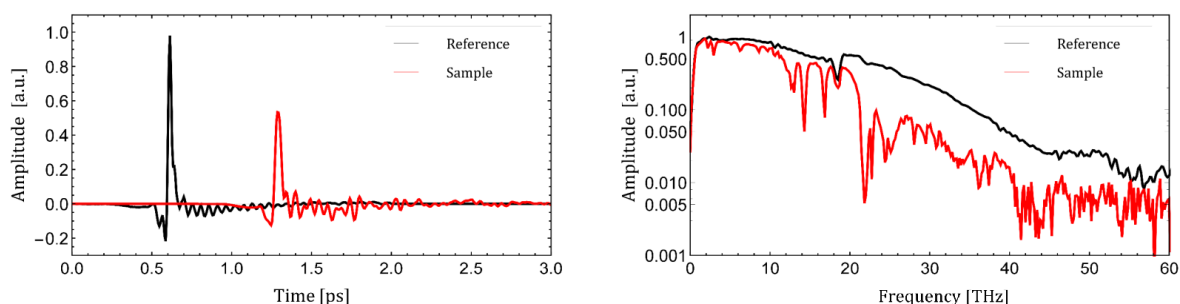 1.0
0.8
0.6
0.4
0.2
0.0
−0.2
Amplitude [a.u.]
Reference
Sample
0.0 0.5 1.0 1.5 2.0 2.5 3.0
Time [ps]
1
0.500
0.100
0.050
0.010
0.005
0.001
Amplitude [a.u.]
Reference
Sample
0 10 20 30 40 50 60
Frequency [THz]